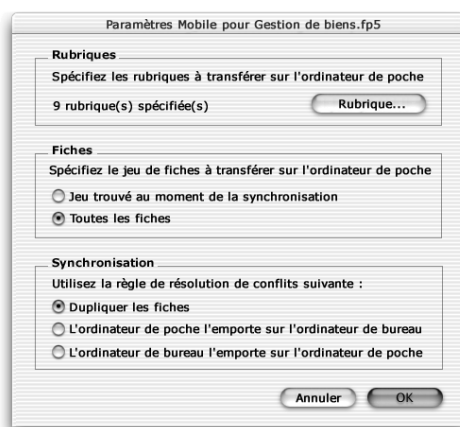 Paramètres Mobile pour Gestion de biens.fp5
Rubriques
Spécifiez les rubriques à transférer sur l'ordinateur de poche
9 rubrique(s) spécifiée(s)
Rubrique...
Fiches
Spécifiez le jeu de fiches à transférer sur l'ordinateur de poche
Jeu trouvé au moment de la synchronisation
Toutes les fiches
Synchronisation
Utilisez la règle de résolution de conflits suivante :
Dupliquer les fiches
L'ordinateur de poche l'emporte sur l'ordinateur de bureau
L'ordinateur de bureau l'emporte sur l'ordinateur de poche
Annuler
OK